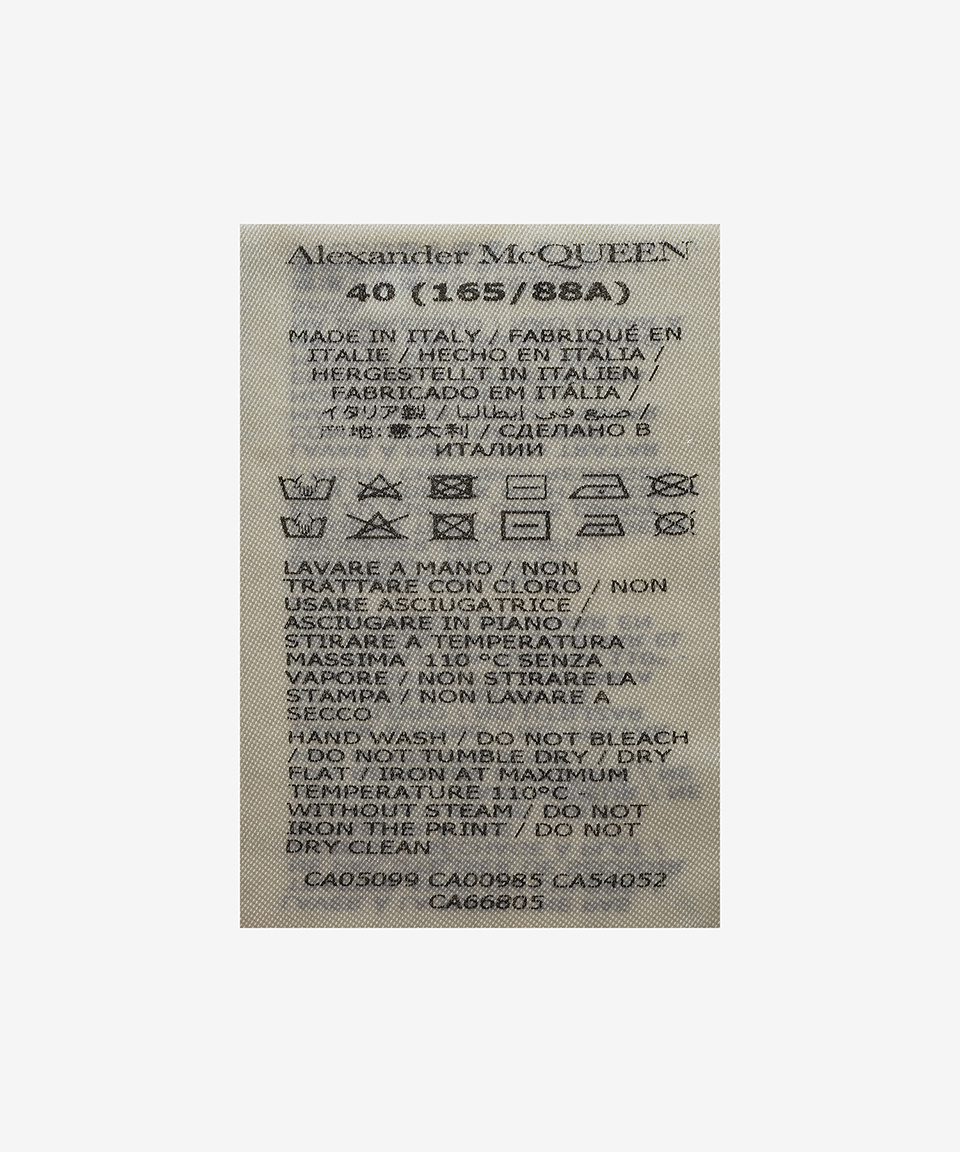 Alexander McQUEEN
40 (165/88A)
MADE IN ITALY / FABRIQUÉ EN
ITALIE / HECHO EN ITALIA /
HERGESTELLT IN ITALIEN /
FABRICADO EM ITÁLIA /
イタリア製 / صنع في إيطاليا /
产地: 意大利 / СДЕЛАНО В
ИТАЛИИ
LAVARE A MANO / NON
TRATTARE CON CLORO / NON
USARE ASCIUGATRICE /
ASCIUGARE IN PIANO /
STIRARE A TEMPERATURA
MASSIMA 110 °C SENZA
VAPORE / NON STIRARE LA
STAMPA / NON LAVARE A
SECCO
HAND WASH / DO NOT BLEACH
/ DO NOT TUMBLE DRY / DRY
FLAT / IRON AT MAXIMUM
TEMPERATURE 110°C -
WITHOUT STEAM / DO NOT
IRON THE PRINT / DO NOT
DRY CLEAN
CA05099 CA00985 CA54052
CA66805